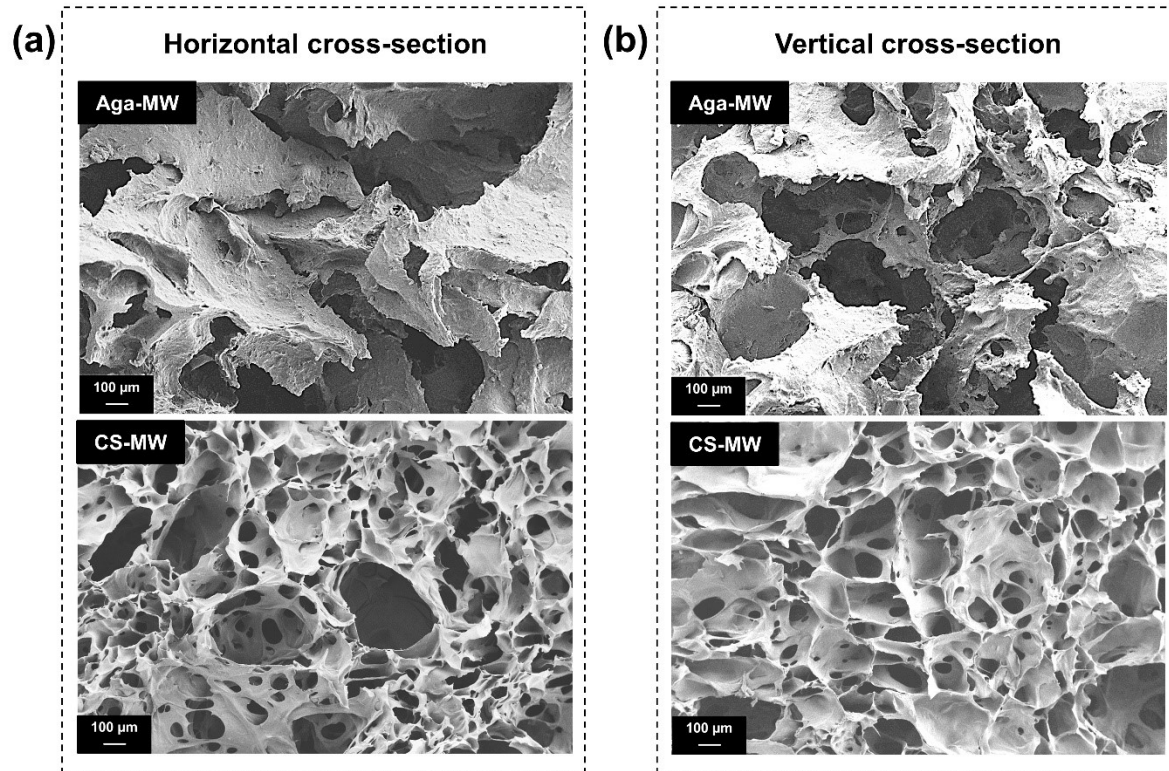 (a)
Horizontal cross-section
Aga-MW
100 µm
CS-MW
100 µm
(b)
Vertical cross-section
Aga-MW
100 µm
CS-MW
100 µm